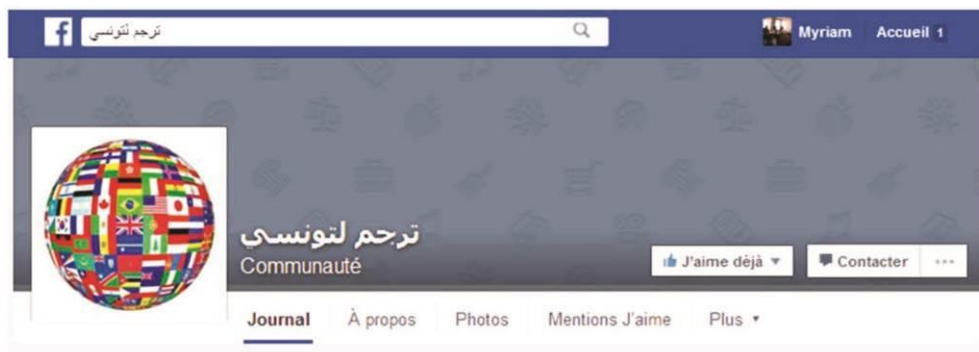 ترجم لتونسي
Myriam Accueil 1
ترجم لتونسي
Communauté
J'aime déjà Contacter
Journal À propos Photos Mentions J'aime Plus